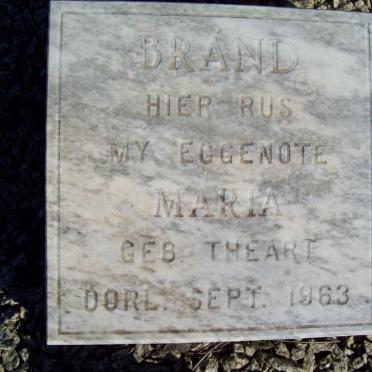 BRAND
HIER RUS
MY EGGENOTE
MARIA
GEB. THEART
OORL. SEPT. 1963